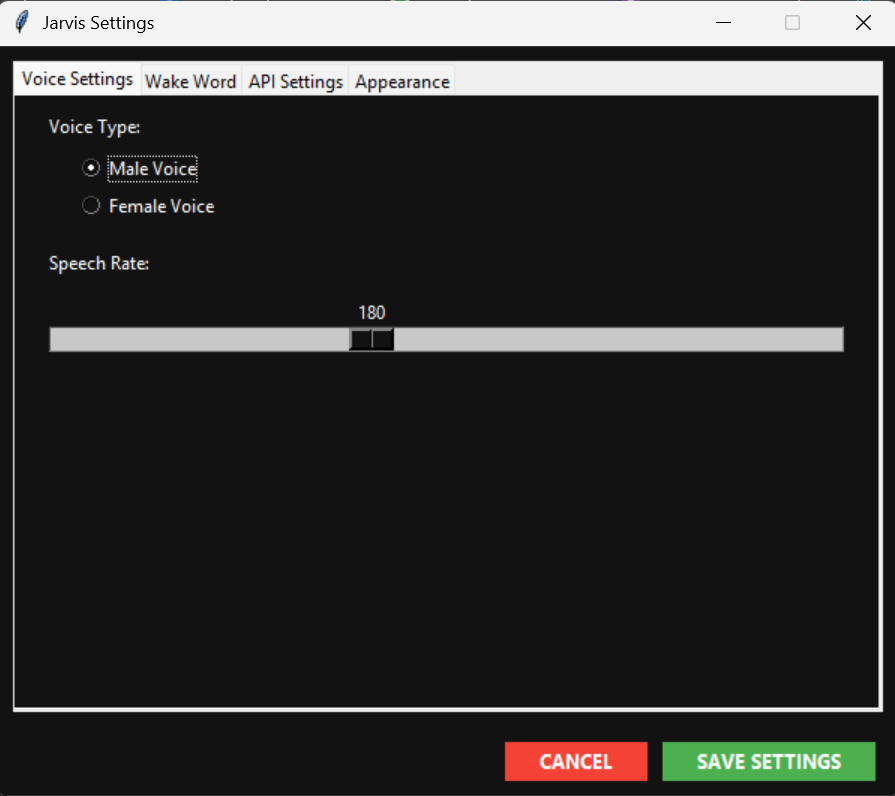 Jarvis Settings
Voice Settings Wake Word API Settings Appearance
Voice Type:
Male Voice
Female Voice
Speech Rate:
180
CANCEL SAVE SETTINGS